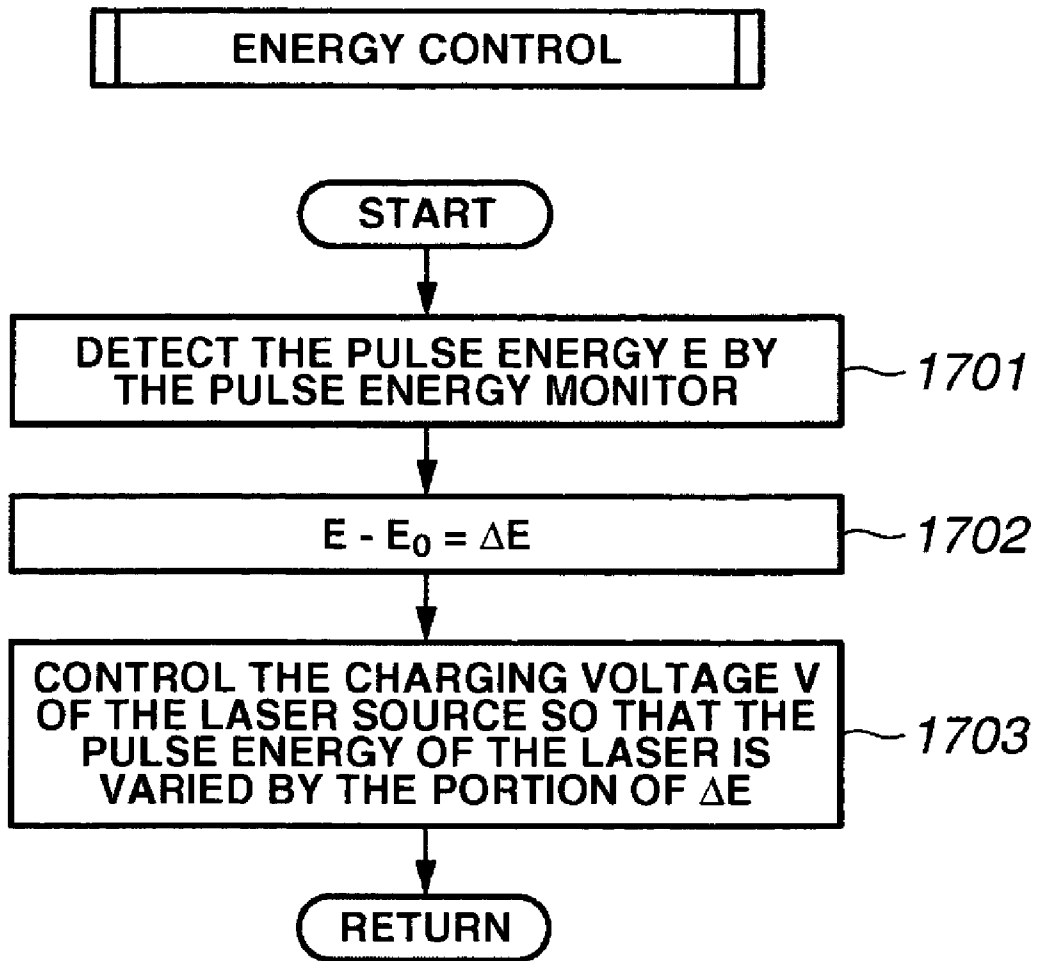 ENERGY CONTROL
START
DETECT THE PULSE ENERGY E BY
THE PULSE ENERGY MONITOR
1701
E - E₀ = ΔE
1702
CONTROL THE CHARGING VOLTAGE V
OF THE LASER SOURCE SO THAT THE
PULSE ENERGY OF THE LASER IS
VARIED BY THE PORTION OF ΔE
1703
RETURN